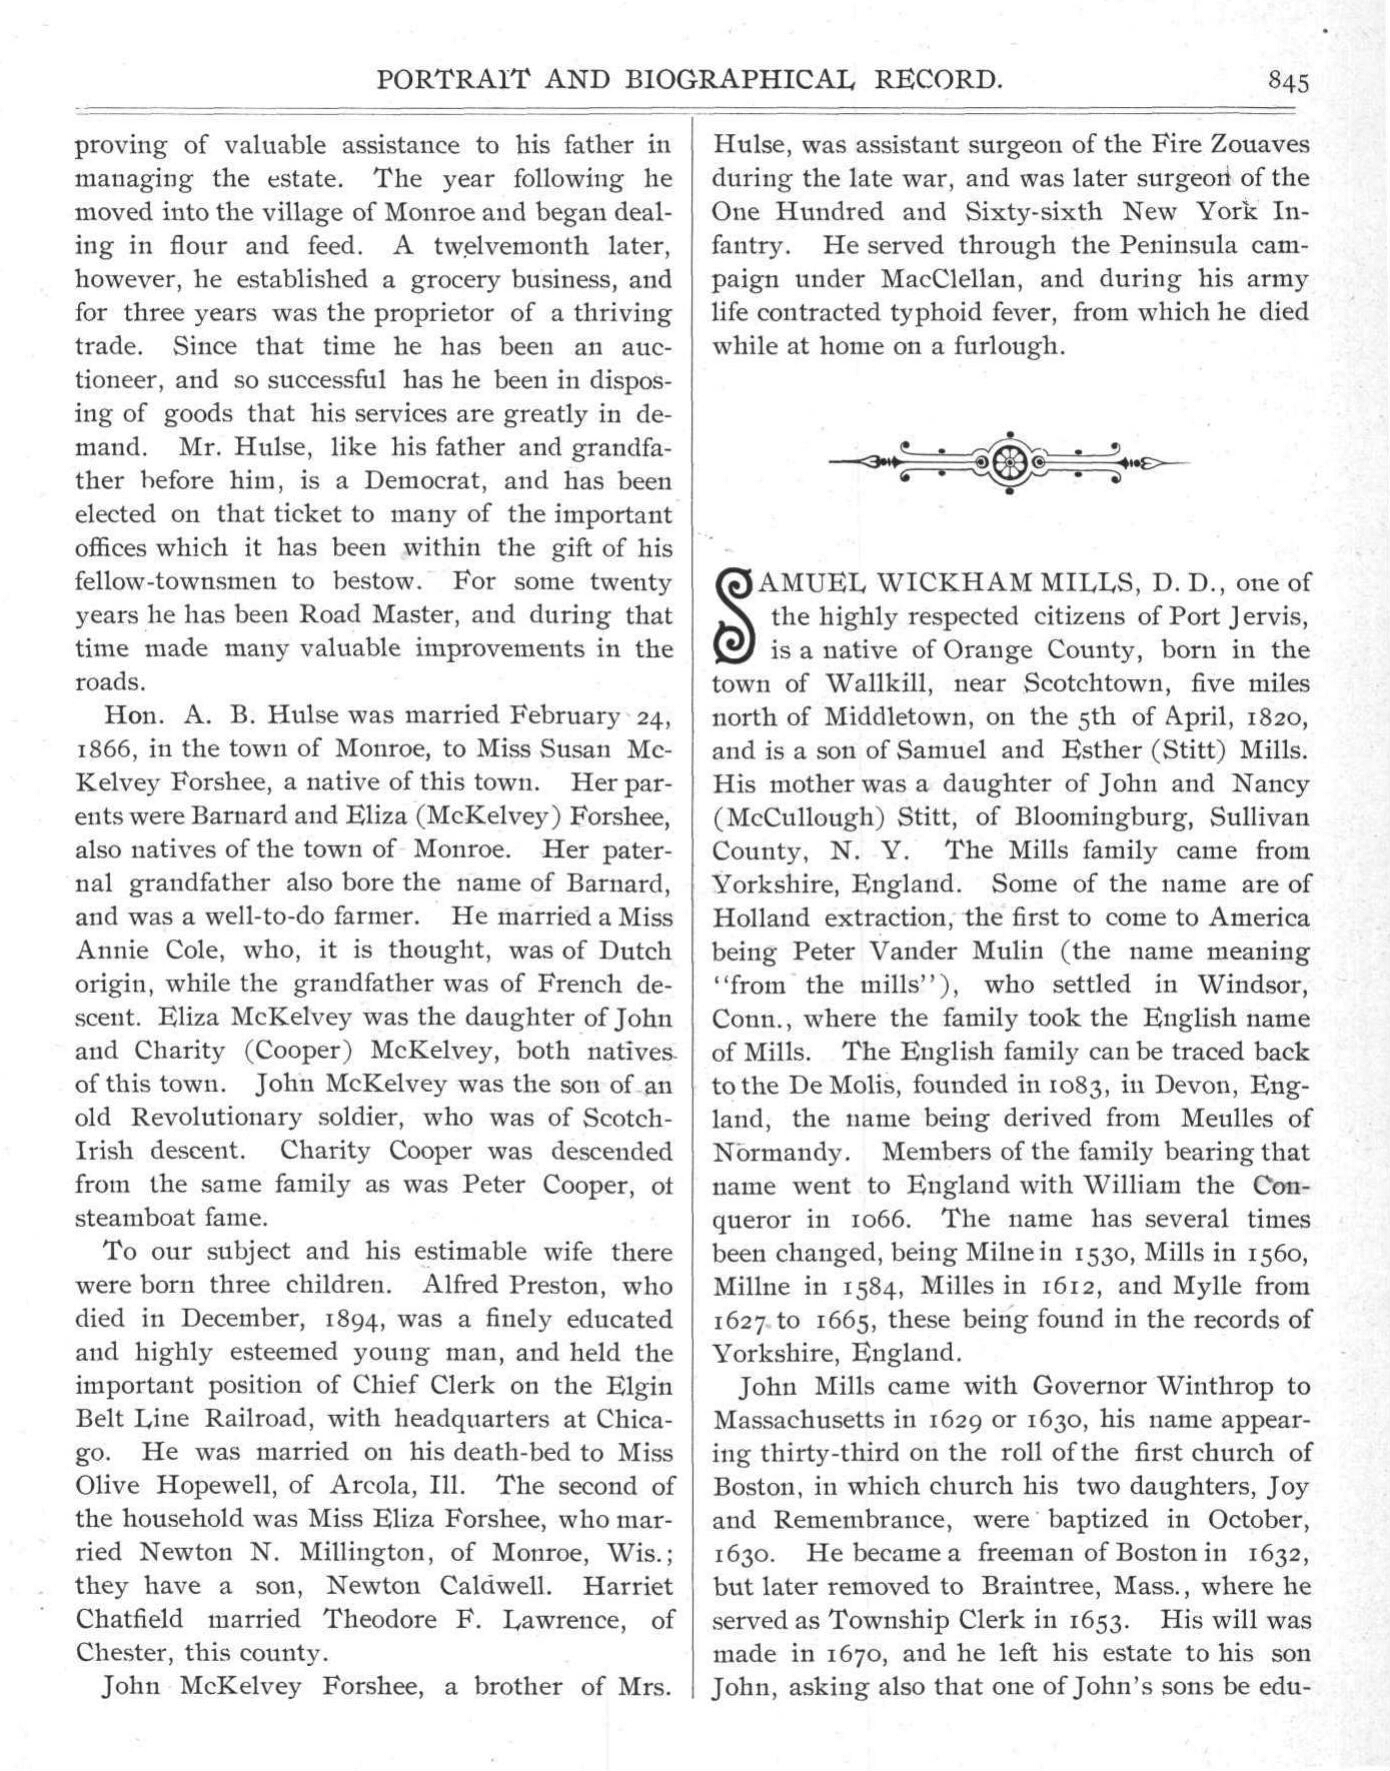 PORTRAIT AND BIOGRAPHICAL RECORD. 845
proving of valuable assistance to his father in
managing the estate. The year following he
moved into the village of Monroe and began deal-
ing in flour and feed. A twelvemonth later,
however, he established a grocery business, and
for three years was the proprietor of a thriving
trade. Since that time he has been an auc-
tioneer, and so successful has he been in dispos-
ing of goods that his services are greatly in de-
mand. Mr. Hulse, like his father and grandfa-
ther before him, is a Democrat, and has been
elected on that ticket to many of the important
offices which it has been within the gift of his
fellow-townsmen to bestow. For some twenty
years he has been Road Master, and during that
time made many valuable improvements in the
roads.
Hon. A. B. Hulse was married February 24,
1866, in the town of Monroe, to Miss Susan Mc-
Kelvey Forshee, a native of this town. Her par-
ents were Barnard and Eliza (McKelvey) Forshee,
also natives of the town of Monroe. Her pater-
nal grandfather also bore the name of Barnard,
and was a well-to-do farmer. He married a Miss
Annie Cole, who, it is thought, was of Dutch
origin, while the grandfather was of French de-
scent. Eliza McKelvey was the daughter of John
and Charity (Cooper) McKelvey, both natives
of this town. John McKelvey was the son of an
old Revolutionary soldier, who was of Scotch-
Irish descent. Charity Cooper was descended
from the same family as was Peter Cooper, of
steamboat fame.
To our subject and his estimable wife there
were born three children. Alfred Preston, who
died in December, 1894, was a finely educated
and highly esteemed young man, and held the
important position of Chief Clerk on the Elgin
Belt Line Railroad, with headquarters at Chica-
go. He was married on his death-bed to Miss
Olive Hopewell, of Arcola, Ill. The second of
the household was Miss Eliza Forshee, who mar-
ried Newton N. Millington, of Monroe, Wis.;
they have a son, Newton Caldwell. Harriet
Chatfield married Theodore F. Lawrence, of
Chester, this county.
John McKelvey Forshee, a brother of Mrs.
Hulse, was assistant surgeon of the Fire Zouaves
during the late war, and was later surgeon of the
One Hundred and Sixty-sixth New York In-
fantry. He served through the Peninsula cam-
paign under MacClellan, and during his army
life contracted typhoid fever, from which he died
while at home on a furlough.
SAMUEL WICKHAM MILLS, D. D., one of
the highly respected citizens of Port Jervis,
is a native of Orange County, born in the
town of Wallkill, near Scotchtown, five miles
north of Middletown, on the 5th of April, 1820,
and is a son of Samuel and Esther (Stitt) Mills.
His mother was a daughter of John and Nancy
(McCullough) Stitt, of Bloomingburg, Sullivan
County, N. Y. The Mills family came from
Yorkshire, England. Some of the name are of
Holland extraction, the first to come to America
being Peter Vander Mulin (the name meaning
"from the mills"), who settled in Windsor,
Conn., where the family took the English name
of Mills. The English family can be traced back
to the De Molis, founded in 1083, in Devon, Eng-
land, the name being derived from Meulles of
Normandy. Members of the family bearing that
name went to England with William the Con-
queror in 1066. The name has several times
been changed, being Milne in 1530, Mills in 1560,
Millne in 1584, Milles in 1612, and Mylle from
1627 to 1665, these being found in the records of
Yorkshire, England.
John Mills came with Governor Winthrop to
Massachusetts in 1629 or 1630, his name appear-
ing thirty-third on the roll of the first church of
Boston, in which church his two daughters, Joy
and Remembrance, were baptized in October,
1630. He became a freeman of Boston in 1632,
but later removed to Braintree, Mass., where he
served as Township Clerk in 1653. His will was
made in 1670, and he left his estate to his son
John, asking also that one of John's sons be edu-